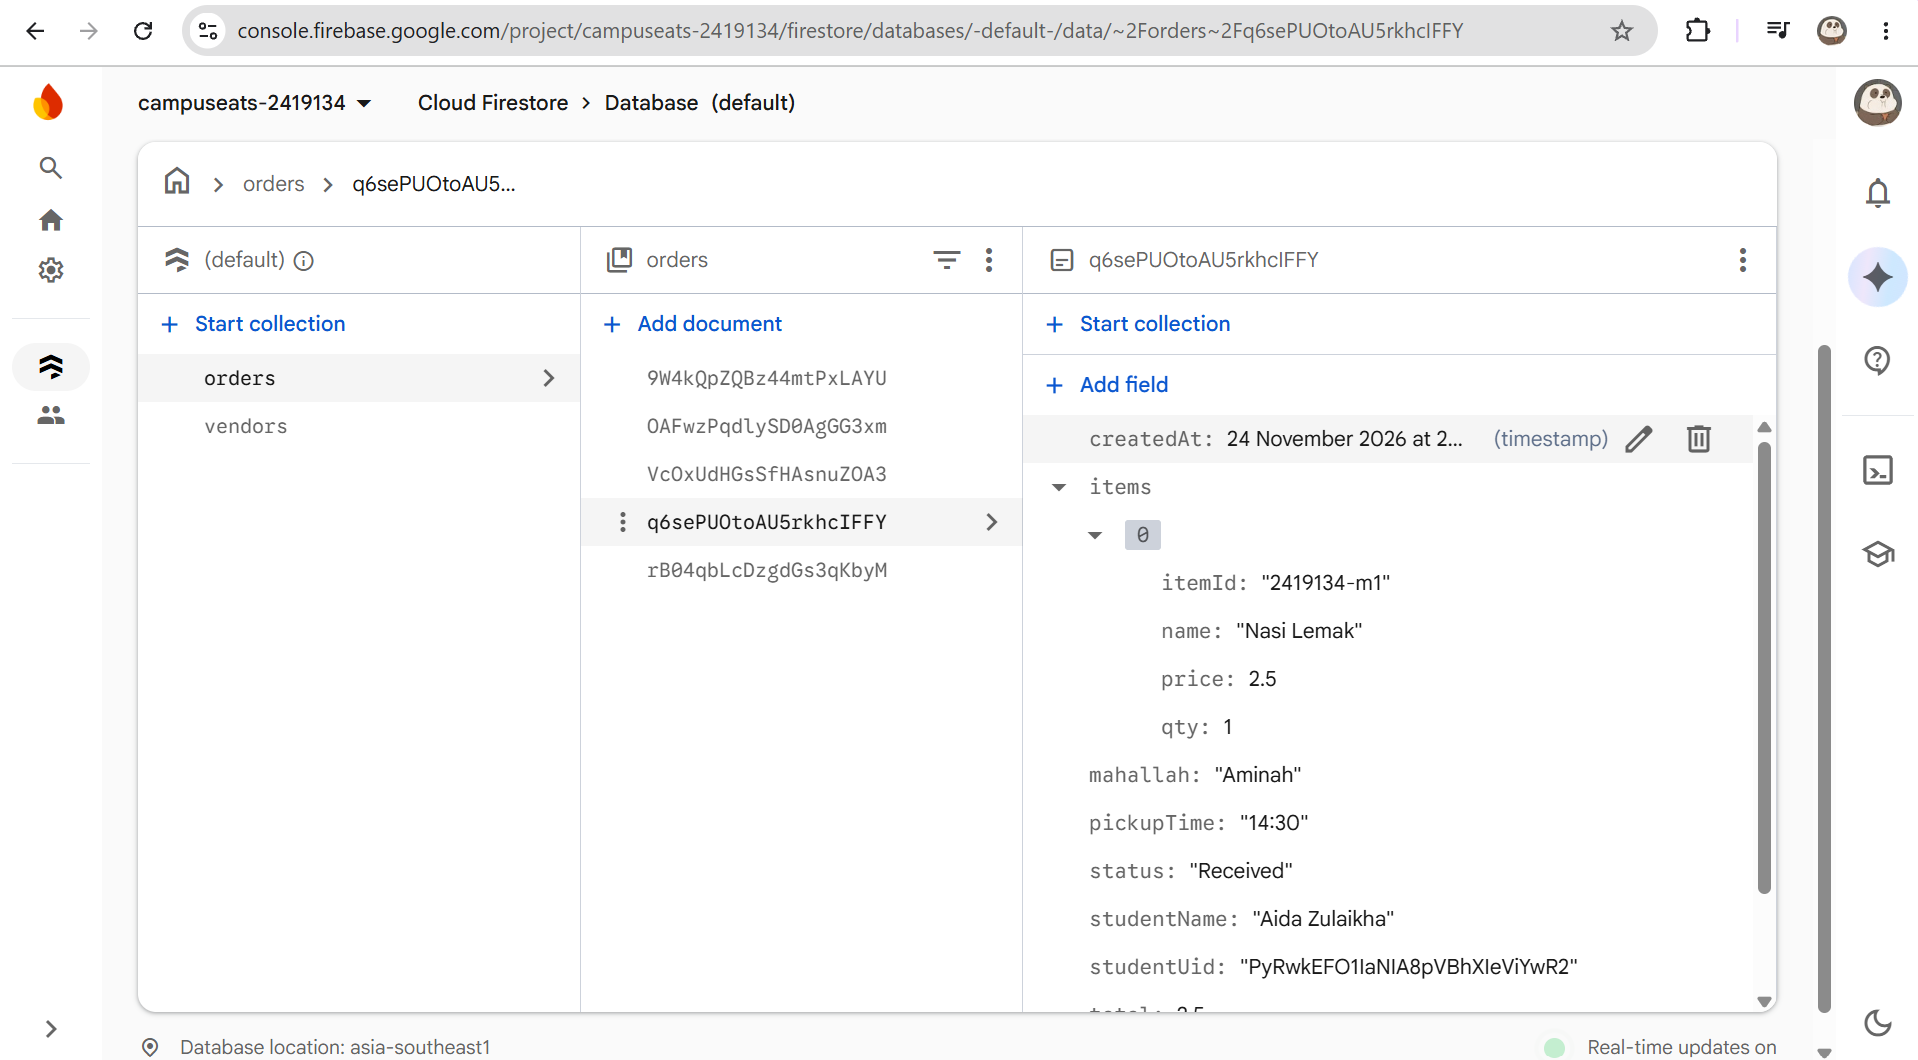 console.firebase.google.com/project/campuseats-2419134/firestore/databases/-default-/data/~2Forders~2Fq6sePUOtoAU5rkhcIFFY
campuseats-2419134
Cloud Firestore > Database (default)
orders > q6sePUOtoAU5...
(default)
orders
q6sePUOtoAU5rkhcIFFY
+ Start collection
+ Add document
+ Start collection
orders
vendors
9W4kQpZQBz44mtPxLAYU
OAFwzPqdlySD0AgGG3xm
VcOxUdHGsSfHAsnuZOA3
q6sePUOtoAU5rkhcIFFY
rB04qbLcDzgdGs3qKbyM
+ Add field
createdAt: 24 November 2026 at 2... (timestamp)
items
0
itemId: "2419134-m1"
name: "Nasi Lemak"
price: 2.5
qty: 1
mahallah: "Aminah"
pickupTime: "14:30"
status: "Received"
studentName: "Aida Zulaikha"
studentUid: "PyRwkEFO1IaNIA8pVBhXIeViYwR2"
total: 2.5
Database location: asia-southeast1
Real-time updates on